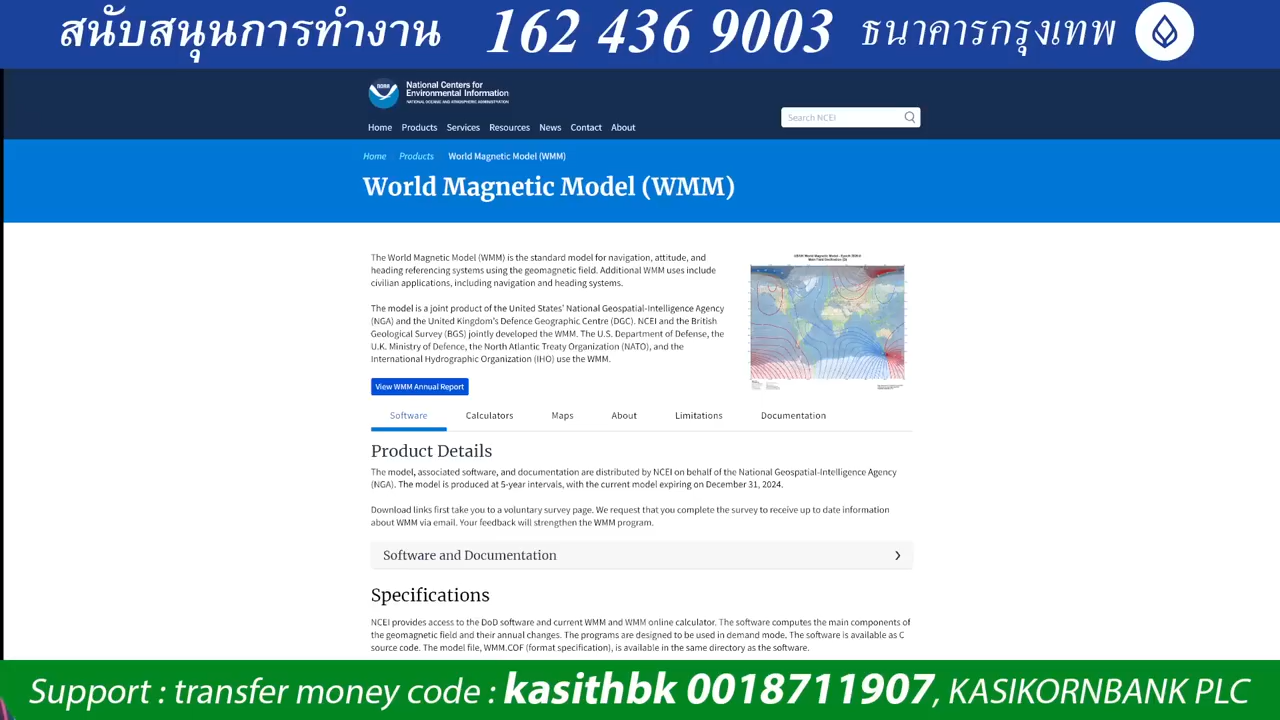 สนับสนุนการทำงาน 162 436 9003 ธนาคารกรุงเทพ
NOAA
National Centers for
Environmental Information
NATIONAL OCEANIC AND ATMOSPHERIC ADMINISTRATION
Home Products Services Resources News Contact About
Search NCEI
Home Products World Magnetic Model (WMM)
World Magnetic Model (WMM)
The World Magnetic Model (WMM) is the standard model for navigation, attitude, and
heading referencing systems using the geomagnetic field. Additional WMM uses include
civilian applications, including navigation and heading systems.
The model is a joint product of the United States' National Geospatial-Intelligence Agency
(NGA) and the United Kingdom's Defence Geographic Centre (DGC). NCEI and the British
Geological Survey (BGS) jointly developed the WMM. The U.S. Department of Defense, the
U.K. Ministry of Defence, the North Atlantic Treaty Organization (NATO), and the
International Hydrographic Organization (IHO) use the WMM.
View WMM Annual Report
Software Calculators Maps About Limitations Documentation
Product Details
The model, associated software, and documentation are distributed by NCEI on behalf of the National Geospatial-Intelligence Agency
(NGA). The model is produced at 5-year intervals, with the current model expiring on December 31, 2024.
Download links first take you to a voluntary survey page. We request that you complete the survey to receive up to date information
about WMM via email. Your feedback will strengthen the WMM program.
Software and Documentation
Specifications
NCEI provides access to the DoD software and current WMM and WMM online calculator. The software computes the main components of
the geomagnetic field and their annual changes. The programs are designed to be used in demand mode. The software is available as C
source code. The model file, WMM.COF (format specification), is available in the same directory as the software.
Support : transfer money code : kasithbk 0018711907, KASIKORNBANK PLC